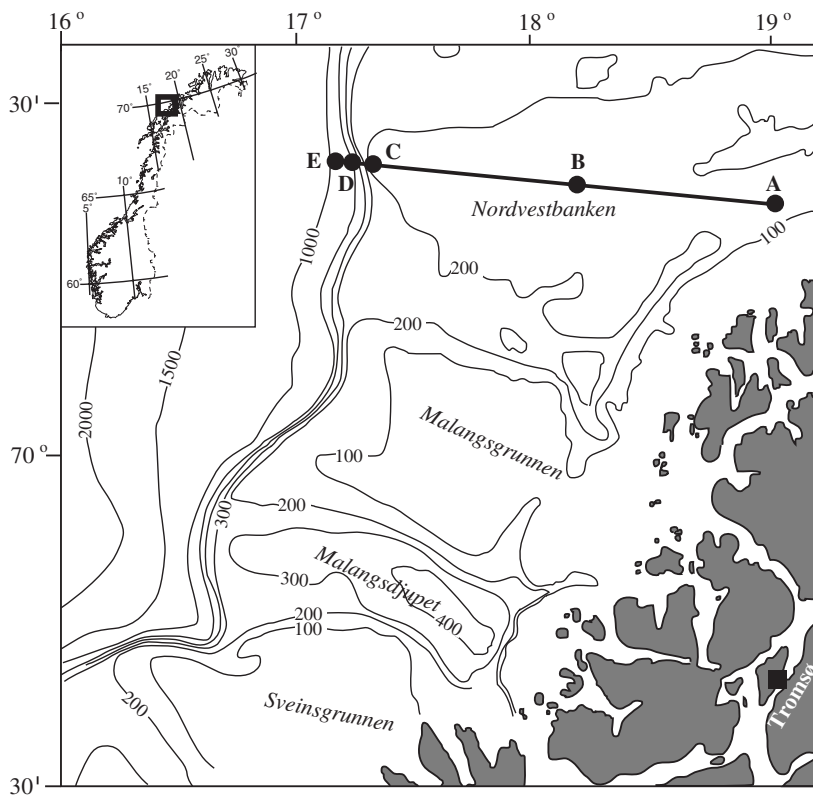 16 º
17 º
18 º
19 º
30'
70 º
30'
30°
25°
20°
15°
70°
10°
65°
5°
60°
E
D
C
B
A
Nordvestbanken
100
1000
200
200
1500
2000
Malangsgrunnen
100
200
300
Malangsdjupet
300
400
200
100
200
Sveinsgrunnen
Tromsø